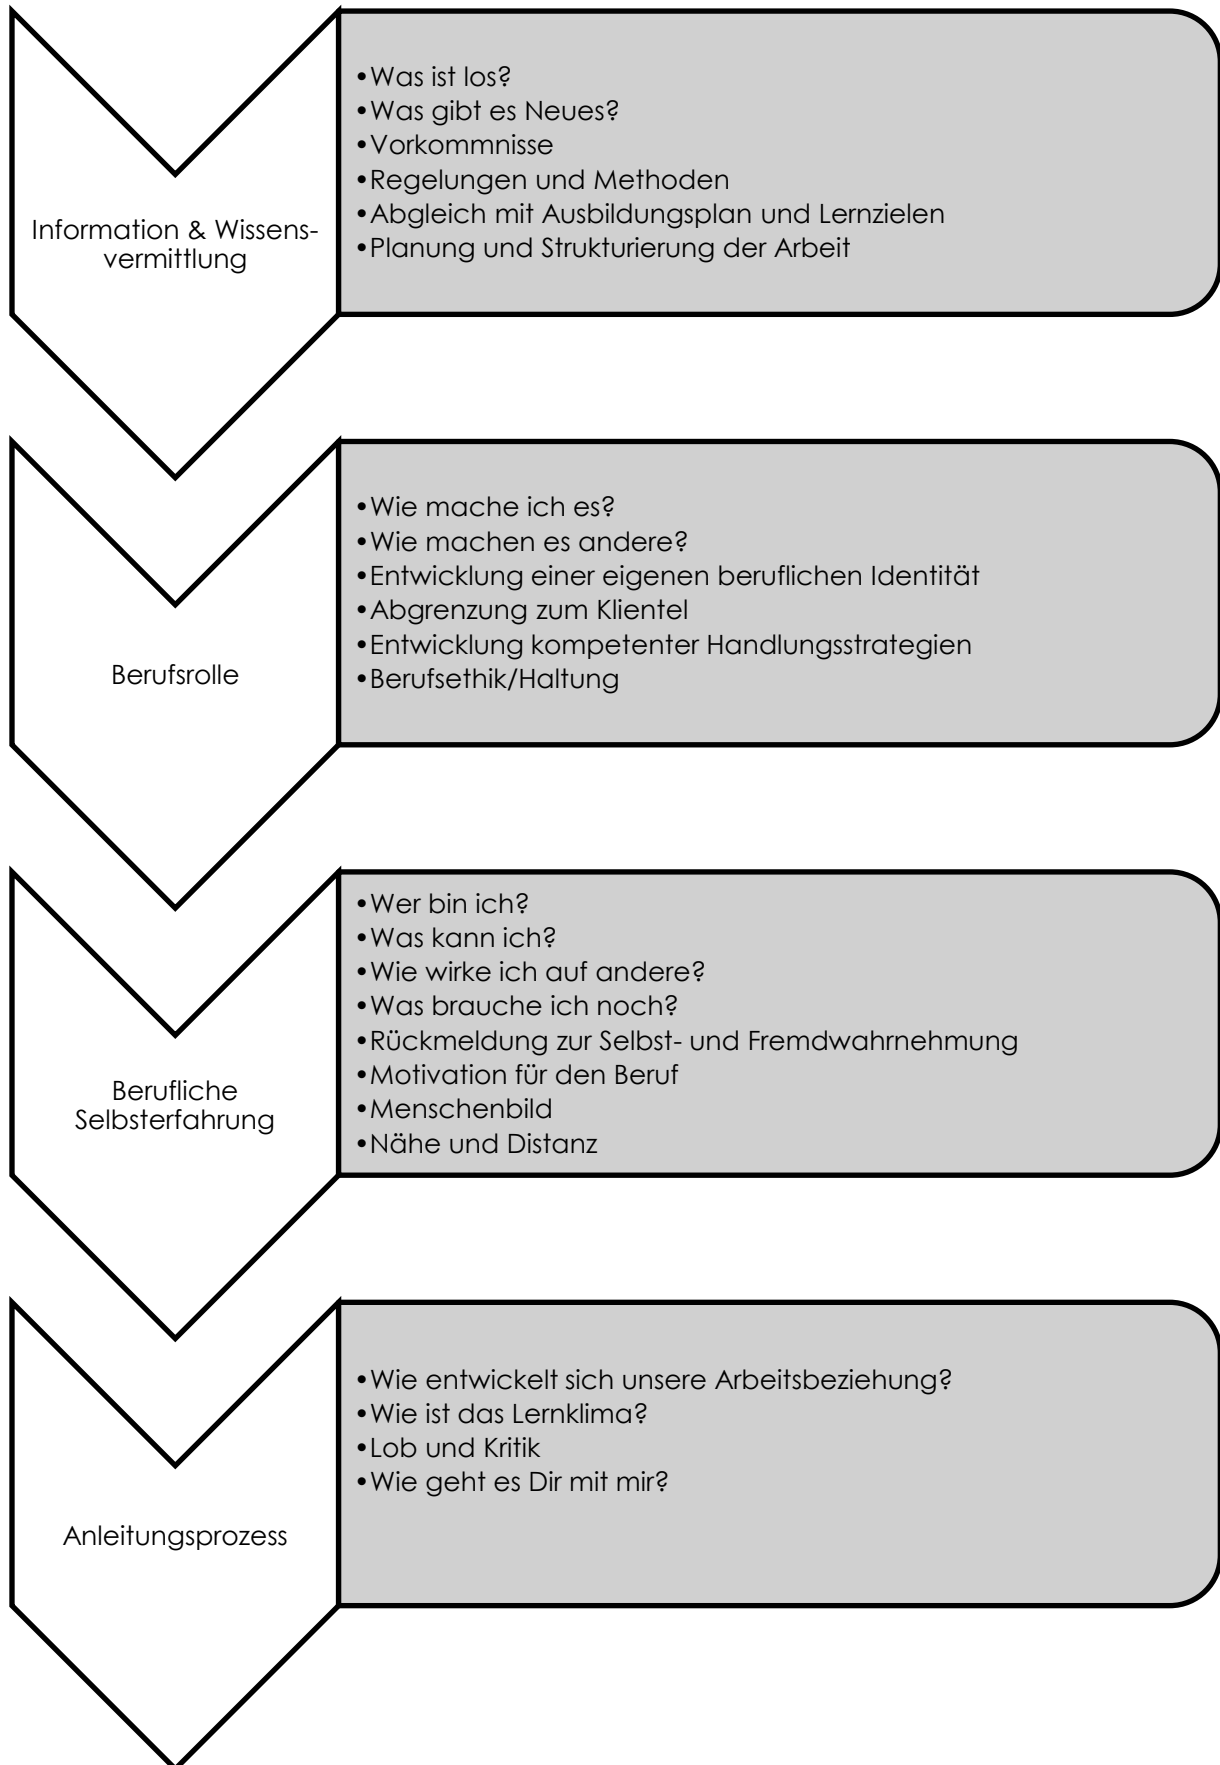 Information & Wissens-
vermittlung
•Was ist los?
•Was gibt es Neues?
•Vorkommnisse
•Regelungen und Methoden
•Abgleich mit Ausbildungsplan und Lernzielen
•Planung und Strukturierung der Arbeit
Berufsrolle
•Wie mache ich es?
•Wie machen es andere?
•Entwicklung einer eigenen beruflichen Identität
•Abgrenzung zum Klientel
•Entwicklung kompetenter Handlungsstrategien
•Berufsethik/Haltung
Berufliche
Selbsterfahrung
•Wer bin ich?
•Was kann ich?
•Wie wirke ich auf andere?
•Was brauche ich noch?
•Rückmeldung zur Selbst- und Fremdwahrnehmung
•Motivation für den Beruf
•Menschenbild
•Nähe und Distanz
Anleitungsprozess
•Wie entwickelt sich unsere Arbeitsbeziehung?
•Wie ist das Lernklima?
•Lob und Kritik
•Wie geht es Dir mit mir?